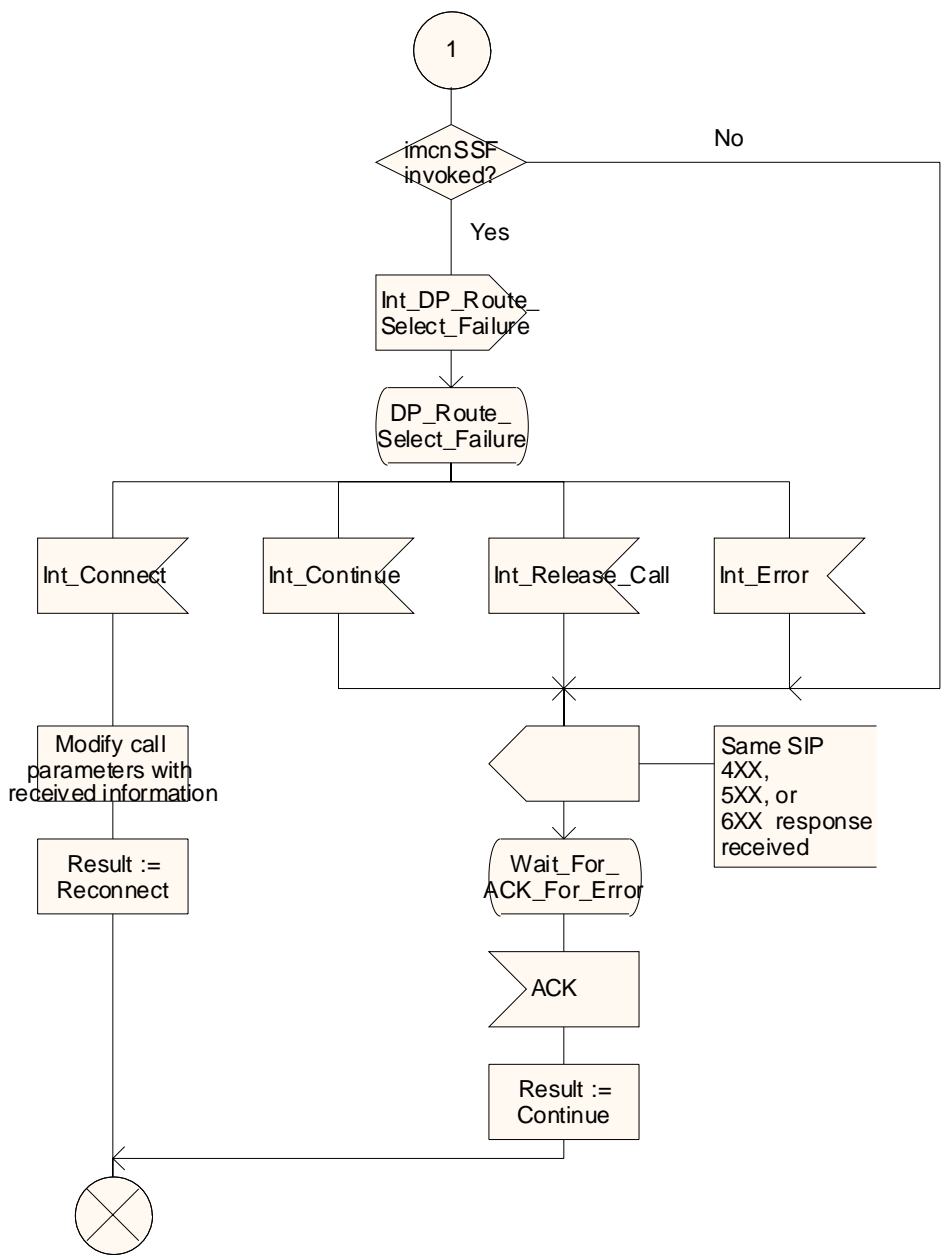 1
imcnSSF
invoked?
No
Yes
Int_DP_Route_
Select_Failure
DP_Route_
Select_Failure
Int_Connect
Int_Continue
Int_Release_Call
Int_Error
Modify call
parameters with
received information
Same SIP
4XX,
5XX, or
6XX response
received
Result :=
Reconnect
Wait_For_
ACK_For_Error
ACK
Result :=
Continue